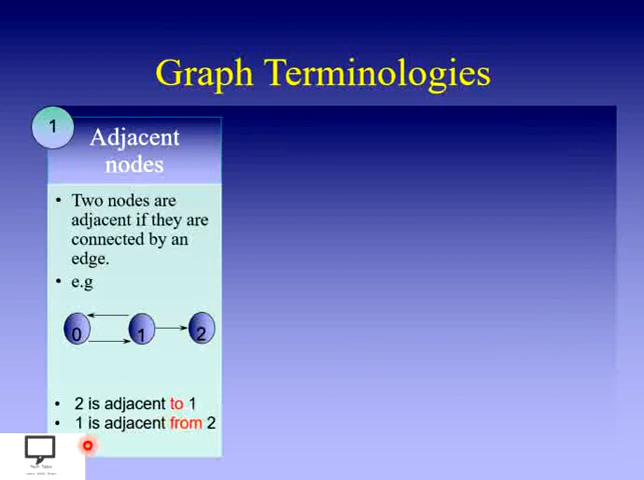 Graph Terminologies
1
Adjacent
nodes
• Two nodes are
adjacent if they are
connected by an
edge.
• e.g
0 1 2
• 2 is adjacent to 1
• 1 is adjacent from 2